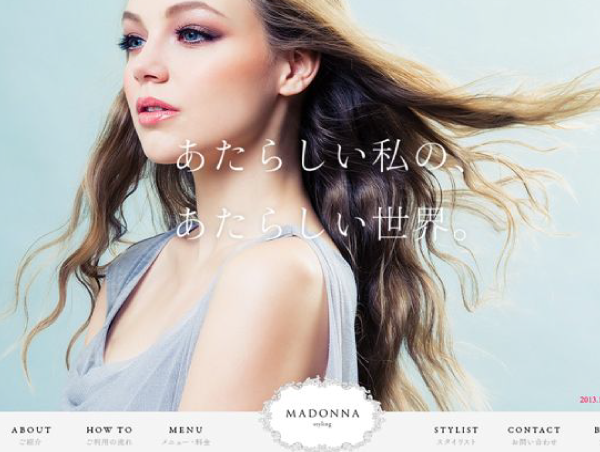 あたらしい私の、
あたらしい世界。
2013.
MADONNA
styling
ABOUT HOW TO MENU STYLIST CONTACT
ご紹介 ご利用の流れ メニュー・料金 スタイリスト お問い合わせ